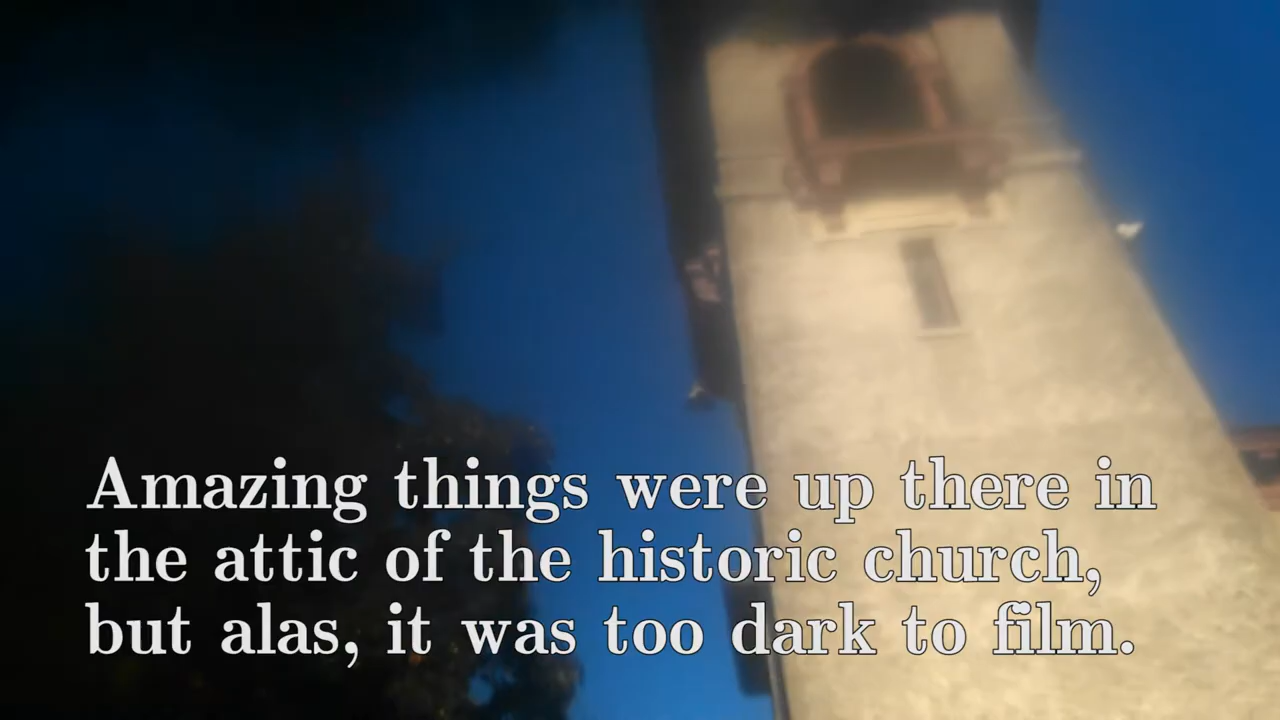 Amazing things were up there in
the attic of the historic church,
but alas, it was too dark to film.